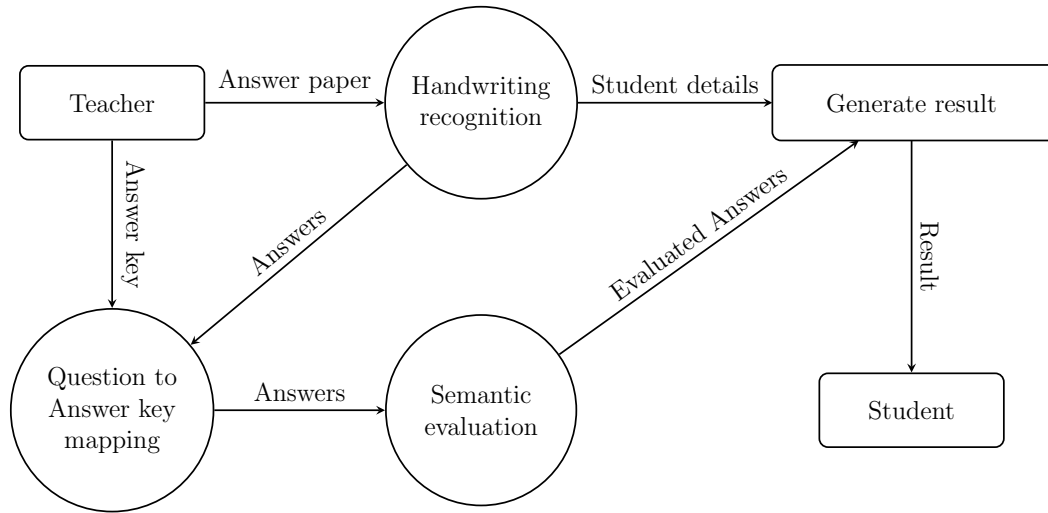 Teacher
Answer paper
Handwriting
recognition
Student details
Generate result
Answer key
Answers
Evaluated Answers
Result
Question to
Answer key
mapping
Answers
Semantic
evaluation
Student